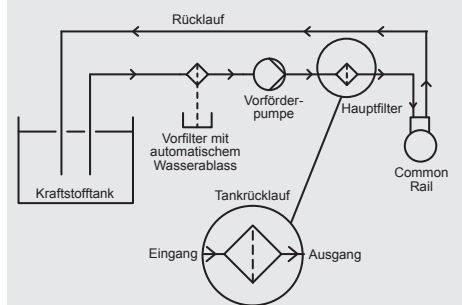 Rücklauf
Vorförder-
pumpe
Hauptfilter
Vorfilter mit
automatischem
Wasserablass
Kraftstofftank
Common
Rail
Tankrücklauf
Eingang
Ausgang